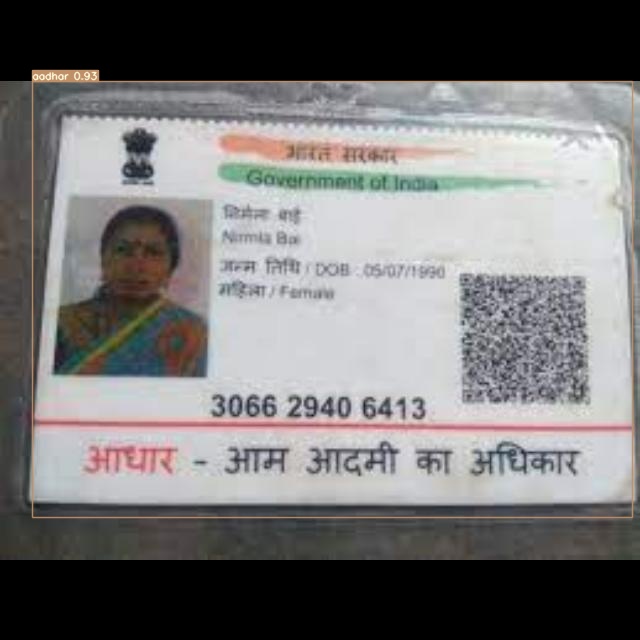 aadhar 0.93
भारत सरकार
Government of India
बाई
Nirmla Bai
जन्म तिथि / DOB : 05/07/1990
महिला / Female
3066 2940 6413
आधार - आम आदमी का अधिकार